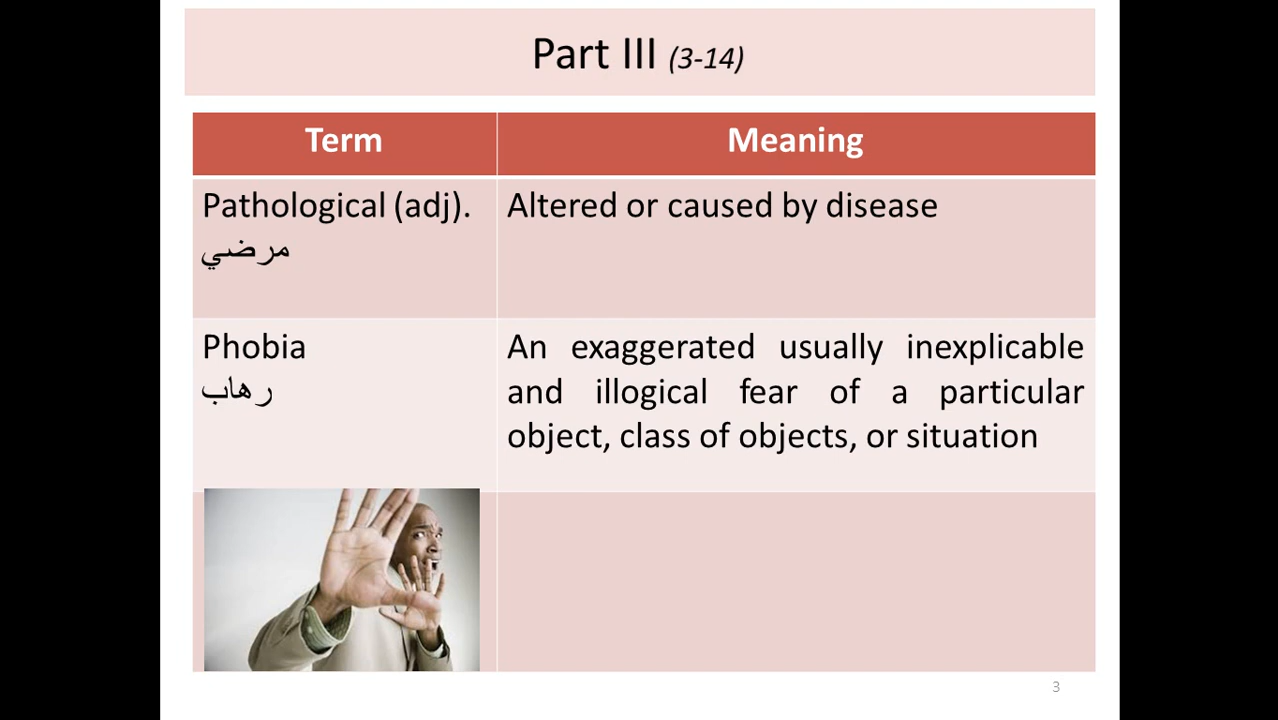 Part III (3-14)
Term
Meaning
Pathological (adj).
مرضي
Altered or caused by disease
Phobia
رهاب
An exaggerated usually inexplicable
and illogical fear of a particular
object, class of objects, or situation
3